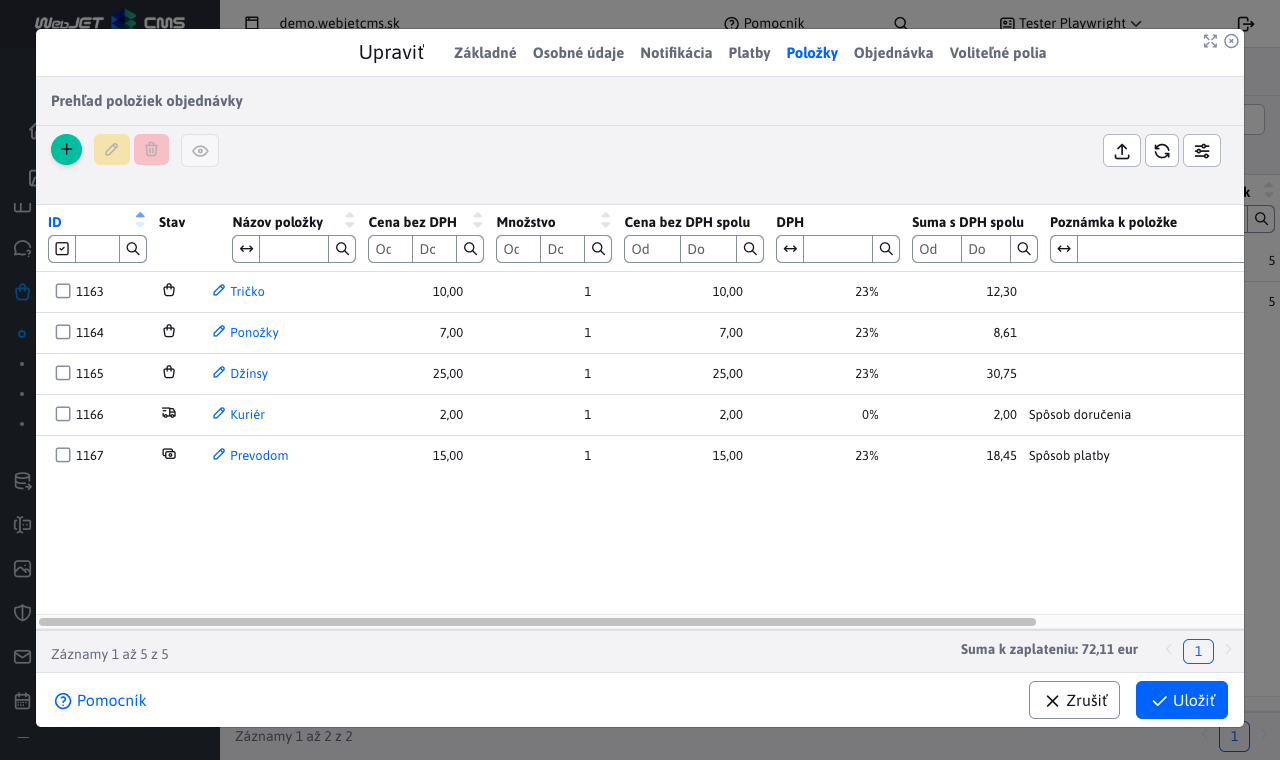 WebJET CMS demo.webjetcms.sk Pomocník Tester Playwright
Upraviť Základné Osobné údaje Notifikácia Platby Položky Objednávka Voliteľné polia
Prehľad položiek objednávky
ID Stav Názov položky Cena bez DPH Množstvo Cena bez DPH spolu DPH Suma s DPH spolu Poznámka k položke k
Od Do Od Do
1163 Tričko 10,00 1 10,00 23% 12,30
1164 Ponožky 7,00 1 7,00 23% 8,61
1165 Džínsy 25,00 1 25,00 23% 30,75
1166 Kuriér 2,00 1 2,00 0% 2,00 Spôsob doručenia
1167 Prevodom 15,00 1 15,00 23% 18,45 Spôsob platby
5
5
Záznamy 1 až 5 z 5 Suma k zaplateniu: 72,11 eur 1
Pomocník Zrušiť Uložiť
Záznamy 1 až 2 z 2 1